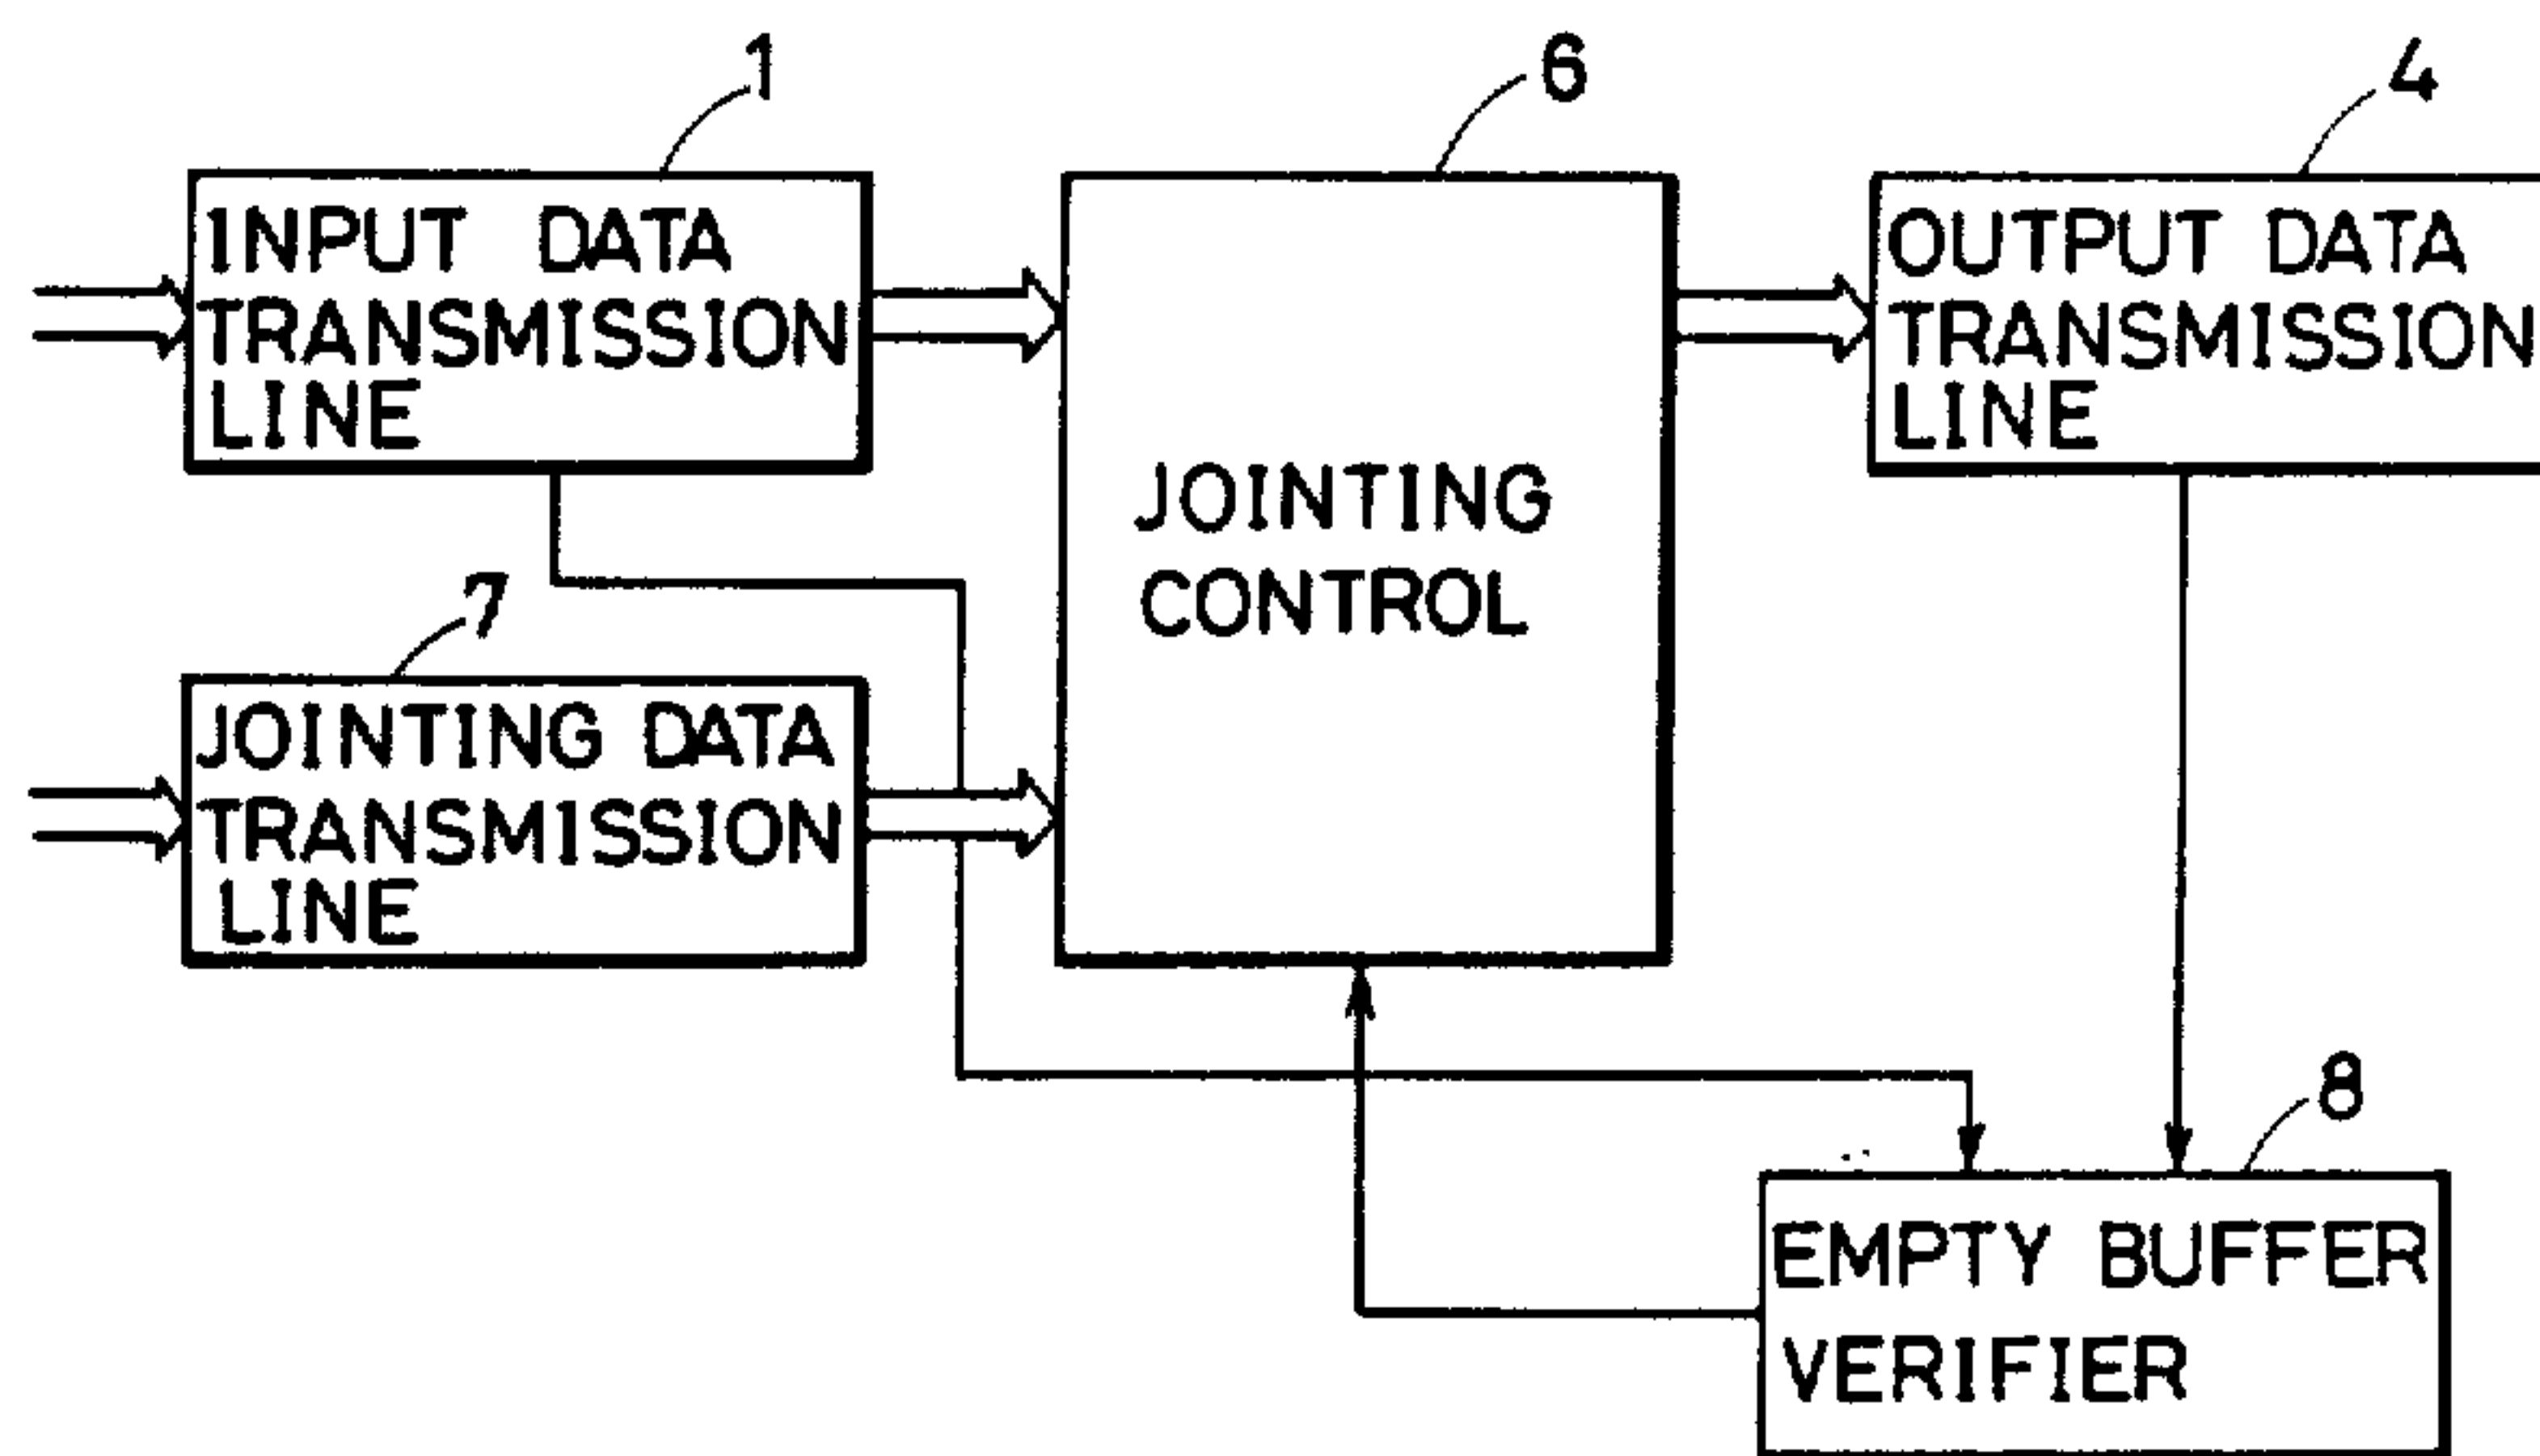 1
6
4
INPUT DATA
TRANSMISSION
LINE
OUTPUT DATA
TRANSMISSION
LINE
JOINTING
CONTROL
7
JOINTING DATA
TRANSMISSION
LINE
8
EMPTY BUFFER
VERIFIER